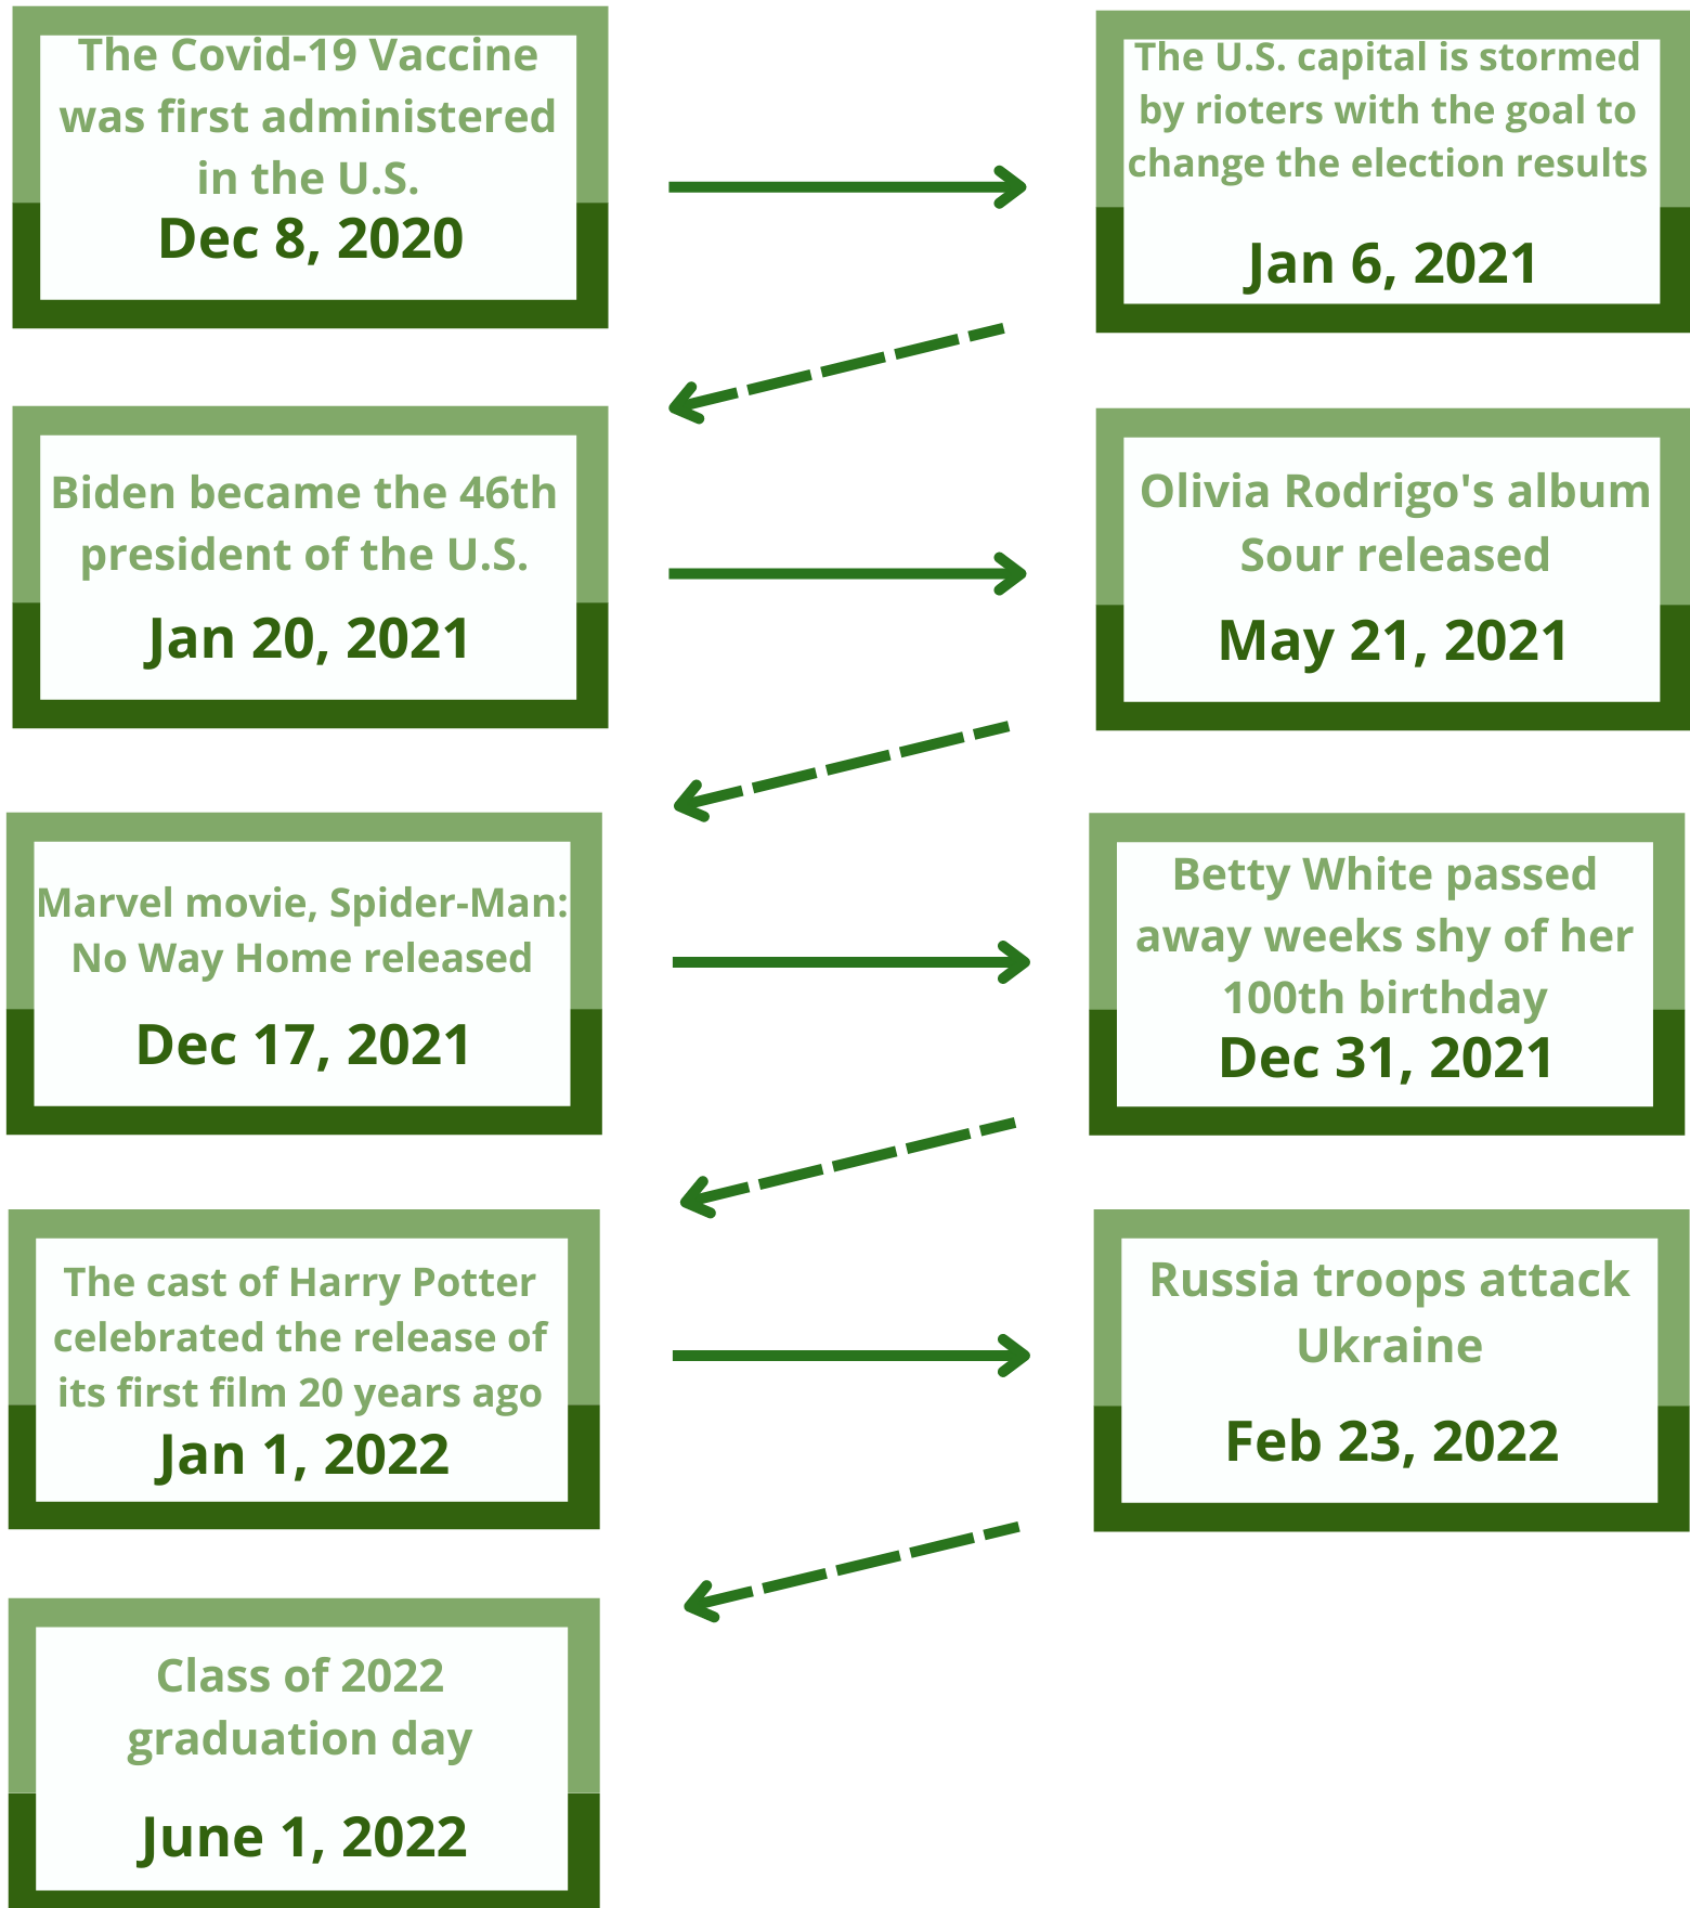 The Covid-19 Vaccine
was first administered
in the U.S.
Dec 8, 2020
The U.S. capital is stormed
by rioters with the goal to
change the election results
Jan 6, 2021
Biden became the 46th
president of the U.S.
Jan 20, 2021
Olivia Rodrigo's album
Sour released
May 21, 2021
Marvel movie, Spider-Man:
No Way Home released
Dec 17, 2021
Betty White passed
away weeks shy of her
100th birthday
Dec 31, 2021
The cast of Harry Potter
celebrated the release of
its first film 20 years ago
Jan 1, 2022
Russia troops attack
Ukraine
Feb 23, 2022
Class of 2022
graduation day
June 1, 2022